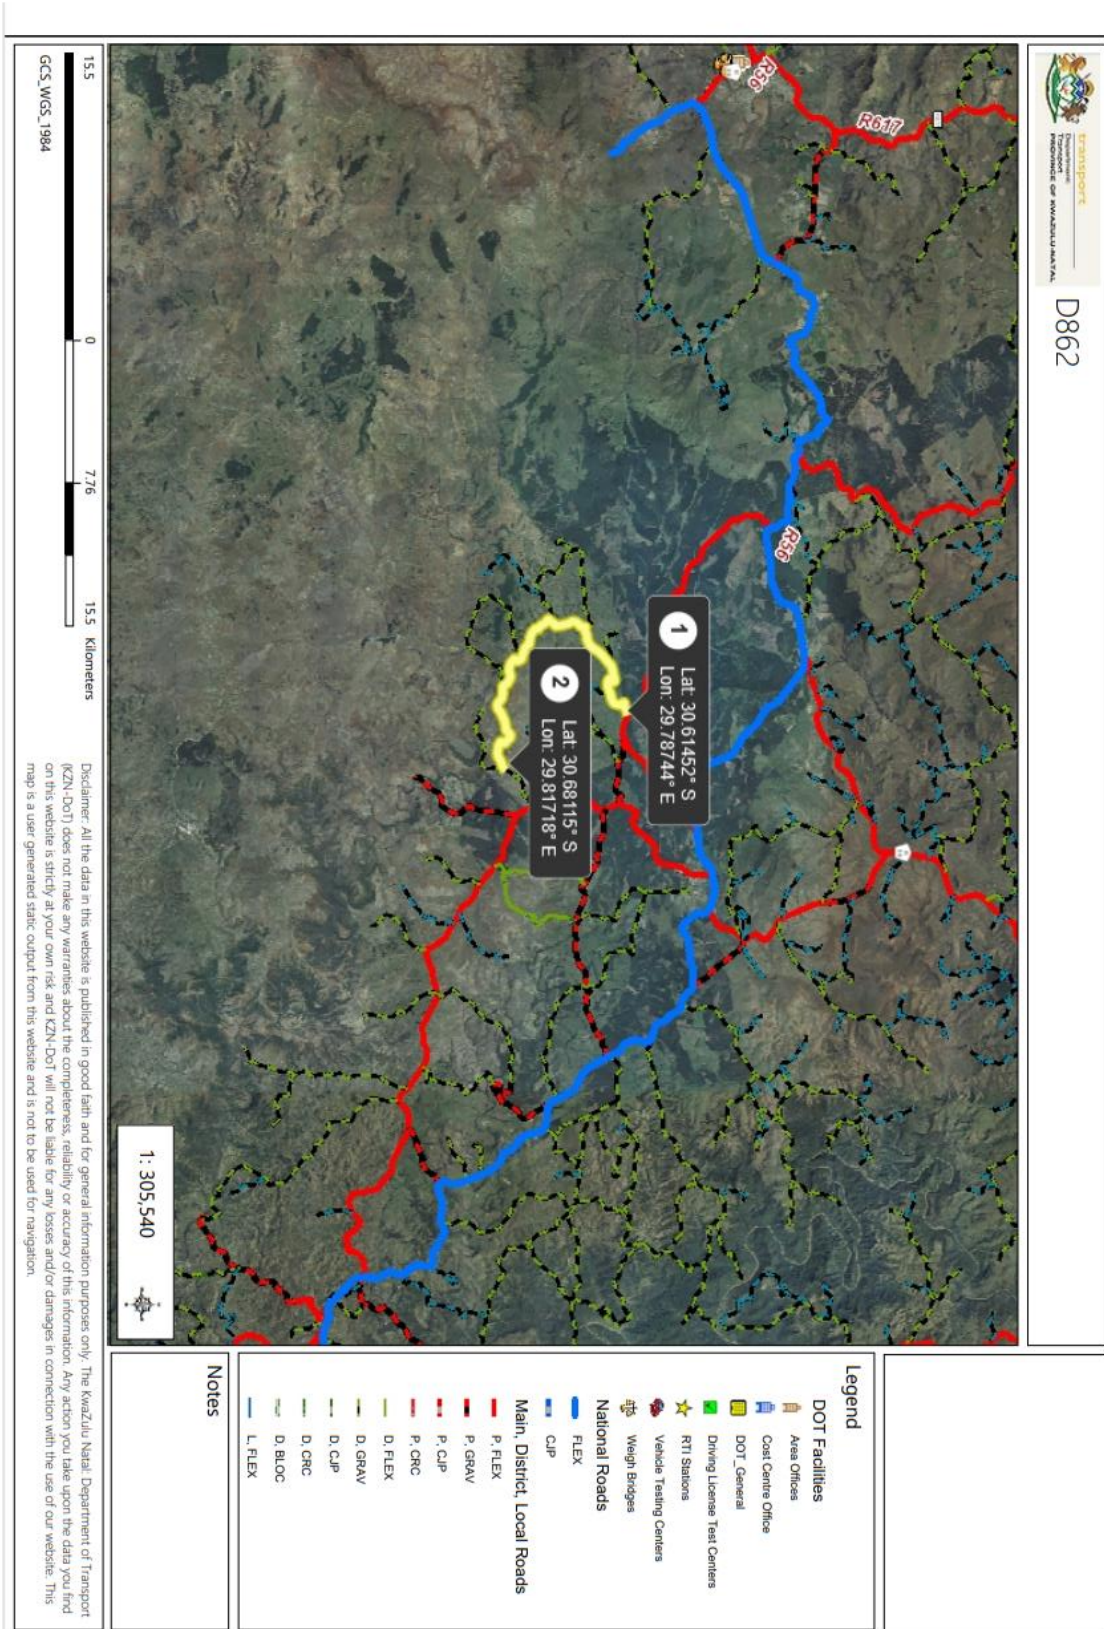 transport
Department:
Transport
PROVINCE OF KWAZULU-NATAL
D862
R56
R617
R56
1
Lat: 30.61452° S
Lon: 29.78744° E
2
Lat: 30.68115° S
Lon: 29.81718° E
1: 305,540
Legend
DOT Facilities
Area Offices
Cost Centre Office
DOT_General
Driving License Test Centers
RTI Stations
Vehicle Testing Centers
Weigh Bridges
National Roads
FLEX
CJP
Main, District, Local Roads
P, FLEX
P, GRAV
P, CJP
P, CRC
D, FLEX
D, GRAV
D, CJP
D, CRC
D, BLOC
L, FLEX
Notes
15.5 0 7.76 15.5 Kilometers
GCS_WGS_1984
Disclaimer: All the data in this website is published in good faith and for general information purposes only. The KwaZulu Natal: Department of Transport
(KZN-DoT) does not make any warranties about the completeness, reliability or accuracy of this information. Any action you take upon the data you find
on this website is strictly at your own risk and KZN-DoT will not be liable for any losses and/or damages in connection with the use of our website. This
map is a user generated static output from this website and is not to be used for navigation.